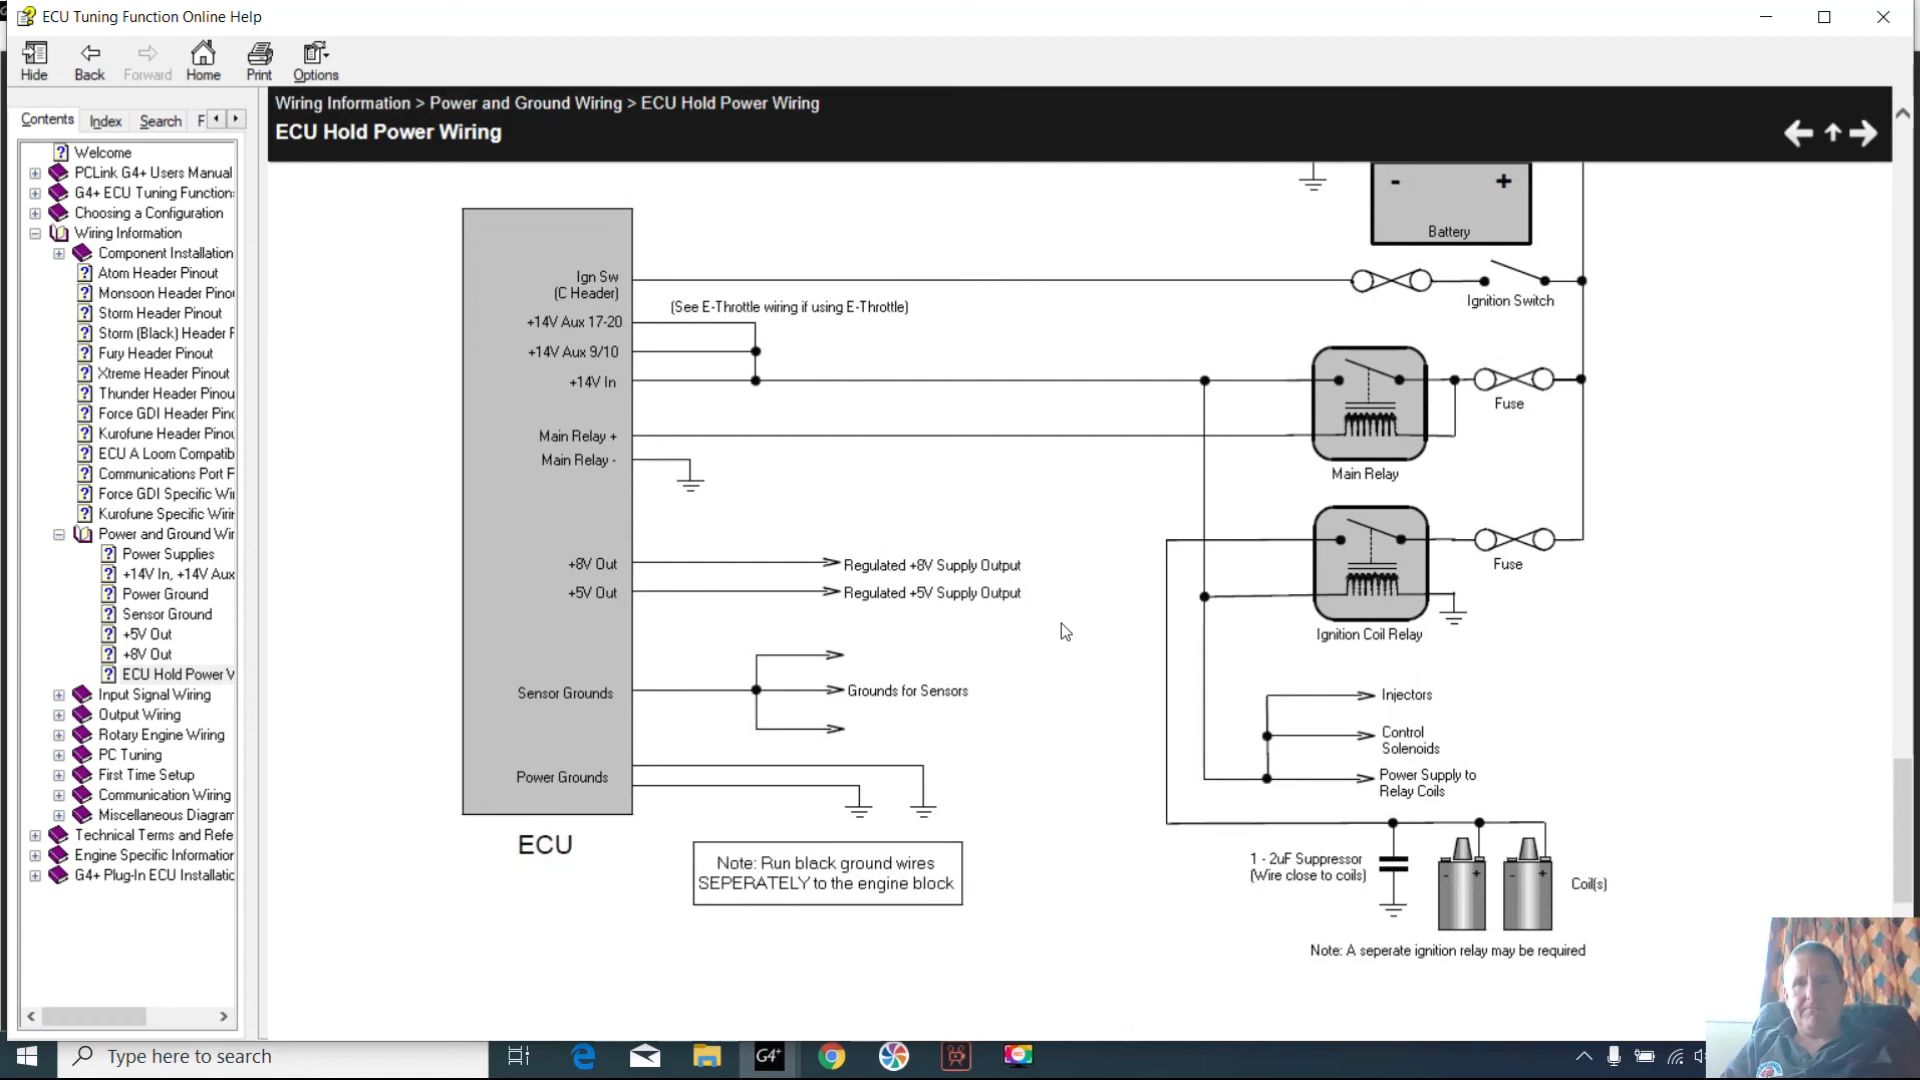 ECU Tuning Function Online Help
Hide Back Forward Home Print Options
Contents Index Search F
Welcome
PCLink G4+ Users Manual
G4+ ECU Tuning Function
Choosing a Configuration
Wiring Information
Component Installation
Atom Header Pinout
Monsoon Header Pino
Storm Header Pinout
Storm (Black) Header F
Fury Header Pinout
Xtreme Header Pinout
Thunder Header Pinou
Force GDI Header Pin
Kurofune Header Pinou
ECU A Loom Compatib
Communications Port F
Force GDI Specific Wi
Kurofune Specific Wirin
Power and Ground Wir
Power Supplies
+14V In, +14V Aux
Power Ground
Sensor Ground
+5V Out
+8V Out
ECU Hold Power W
Input Signal Wiring
Output Wiring
Rotary Engine Wiring
PC Tuning
First Time Setup
Communication Wiring
Miscellaneous Diagram
Technical Terms and Refe
Engine Specific Information
G4+ Plug-In ECU Installatio
Wiring Information > Power and Ground Wiring > ECU Hold Power Wiring
ECU Hold Power Wiring
- +
Battery
Ign Sw
(C Header)
Ignition Switch
(See E-Throttle wiring if using E-Throttle)
+14V Aux 17-20
+14V Aux 9/10
+14V In
Fuse
Main Relay +
Main Relay -
Main Relay
+8V Out
Regulated +8V Supply Output
Fuse
+5V Out
Regulated +5V Supply Output
Ignition Coil Relay
Sensor Grounds
Grounds for Sensors
Injectors
Control
Solenoids
Power Grounds
Power Supply to
Relay Coils
ECU
Note: Run black ground wires
SEPERATELY to the engine block
1 - 2uF Suppressor
(Wire close to coils)
- + - +
Coil(s)
Note: A seperate ignition relay may be required
Type here to search
G4+